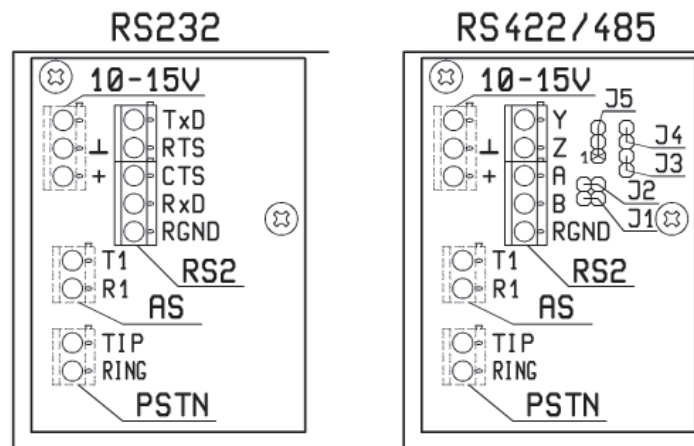 RS232
10-15V
TxD
⊥ RTS
+ CTS
RxD
RGND
RS2
T1
R1
AS
TIP
RING
PSTN
RS422/485
10-15V
J5
Y
J4
⊥ Z
1
J3
+ A
J2
B
J1
RGND
RS2
T1
R1
AS
TIP
RING
PSTN